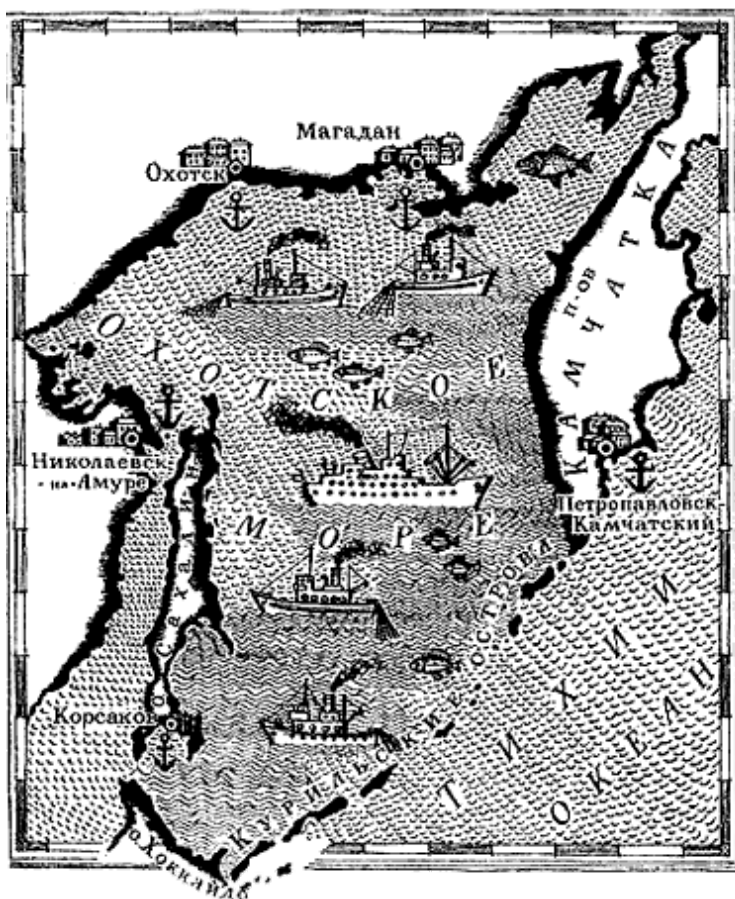 Магадан
Охотск
ОХОТСКОЕ
МОРЕ
п-ов
КАМЧАТКА
Николаевск-
-на-Амуре
Петропавловск-
Камчатский
о. Сахалин
Корсаков
КУРИЛЬСКИЕ ОСТРОВА
ТИХИЙ
ОКЕАН
о. Хоккайдо